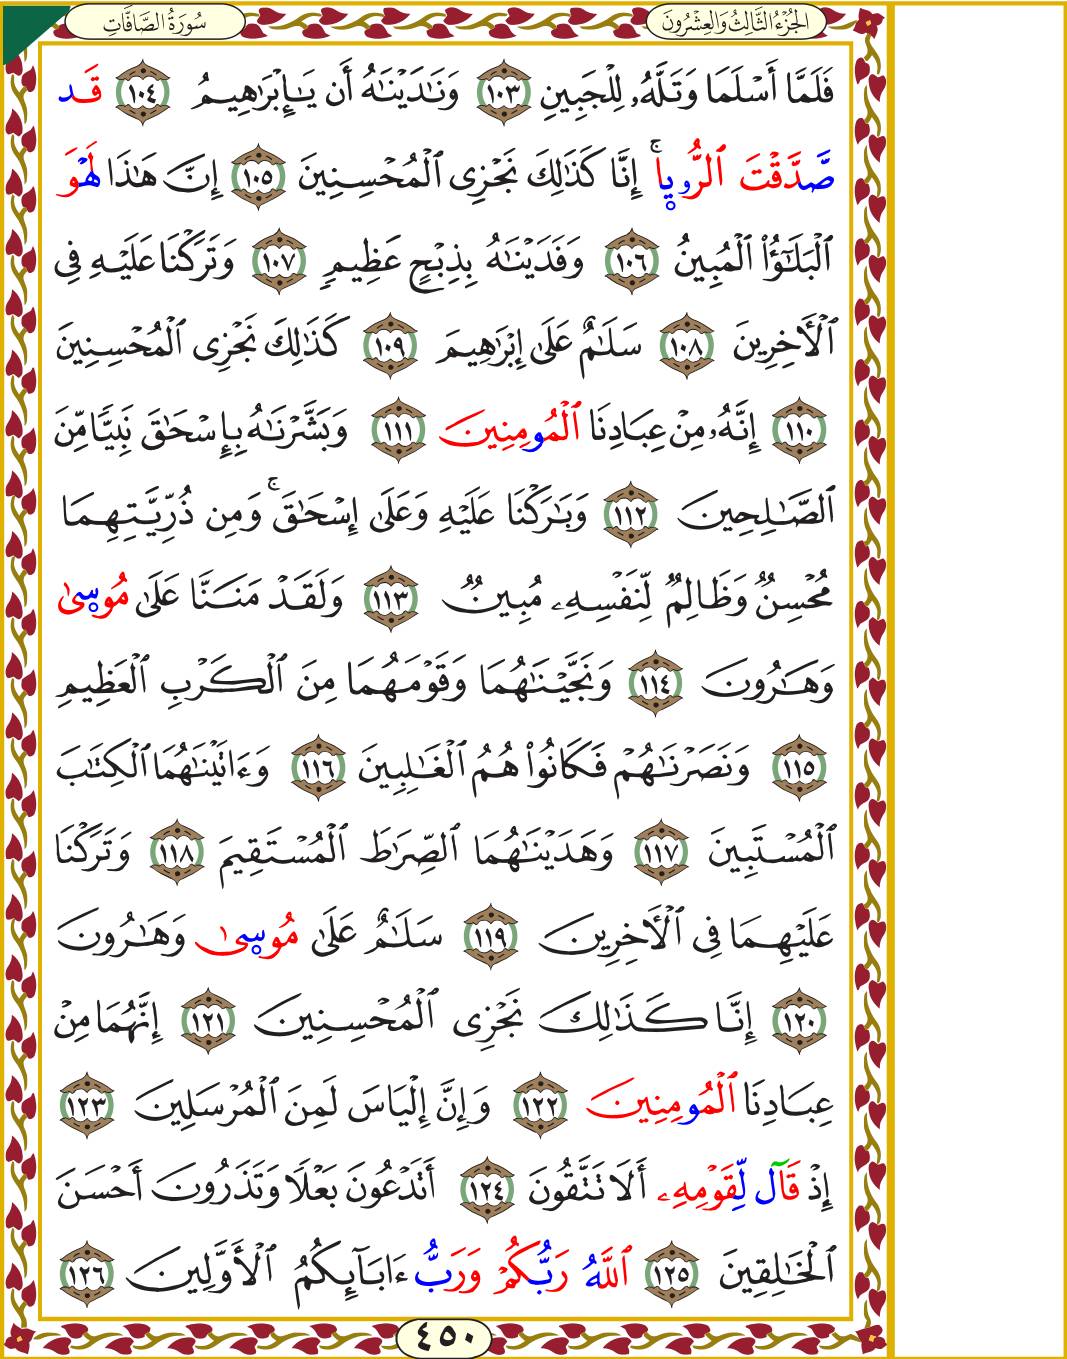 الجُزْءُ الثَّالِثُ وَالعِشْرُونَ
سُورَةُ الصَّافَّاتِ
فَلَمَّا أَسْلَمَا وَتَلَّهُۥ لِلْجَبِينِ ١٠٣ وَنَٰدَيْنَٰهُ أَن يَٰإِبْرَٰهِيمُ ١٠٤ قَد
صَّدَّقْتَ ٱلرُّويٜاۚ إِنَّا كَذَٰلِكَ نَجْزِى ٱلْمُحْسِنِينَ ١٠٥ إِنَّ هَٰذَا لَهْوَ
ٱلْبَلَٰٓؤُا۟ ٱلْمُبِينُ ١٠٦ وَفَدَيْنَٰهُ بِذِبْحٍ عَظِيمٍ ١٠٧ وَتَرَكْنَا عَلَيْهِ فِى
ٱلْأَخِرِينَ ١٠٨ سَلَٰمٌ عَلَىٰ إِبْرَٰهِيمَ ١٠٩ كَذَٰلِكَ نَجْزِى ٱلْمُحْسِنِينَ
١١٠ إِنَّهُۥ مِنْ عِبَادِنَا ٱلْمُومِنِينَ ١١١ وَبَشَّرْنَٰهُ بِإِسْحَٰقَ نَبِيًّا مِّنَ
ٱلصَّٰلِحِينَ ١١٢ وَبَٰرَكْنَا عَلَيْهِ وَعَلَىٰ إِسْحَٰقَۚ وَمِن ذُرِّيَّتِهِمَا
مُحْسِنٌ وَظَالِمٌ لِّنَفْسِهِۦ مُبِينٌ ١١٣ وَلَقَدْ مَنَنَّا عَلَىٰ مُوسٜىٰ
وَهَٰرُونَ ١١٤ وَنَجَّيْنَٰهُمَا وَقَوْمَهُمَا مِنَ ٱلْكَرْبِ ٱلْعَظِيمِ
١١٥ وَنَصَرْنَٰهُمْ فَكَانُوا۟ هُمُ ٱلْغَٰلِبِينَ ١١٦ وَءَاتَيْنَٰهُمَا ٱلْكِتَٰبَ
ٱلْمُسْتَبِينَ ١١٧ وَهَدَيْنَٰهُمَا ٱلصِّرَٰطَ ٱلْمُسْتَقِيمَ ١١٨ وَتَرَكْنَا
عَلَيْهِمَا فِى ٱلْأَخِرِينَ ١١٩ سَلَٰمٌ عَلَىٰ مُوسٜىٰ وَهَٰرُونَ
١٢٠ إِنَّا كَذَٰلِكَ نَجْزِى ٱلْمُحْسِنِينَ ١٢١ إِنَّهُمَا مِنْ
عِبَادِنَا ٱلْمُومِنِينَ ١٢٢ وَإِنَّ إِلْيَاسَ لَمِنَ ٱلْمُرْسَلِينَ ١٢٣
إِذْ قَآل لِّقَوْمِهِۦ أَلَا تَتَّقُونَ ١٢٤ أَتَدْعُونَ بَعْلًا وَتَذَرُونَ أَحْسَنَ
ٱلْخَٰلِقِينَ ١٢٥ ٱللَّهُ رَبُّكُمْ وَرَبُّ ءَابَآئِكُمُ ٱلْأَوَّلِينَ ١٢٦
٤٥٠